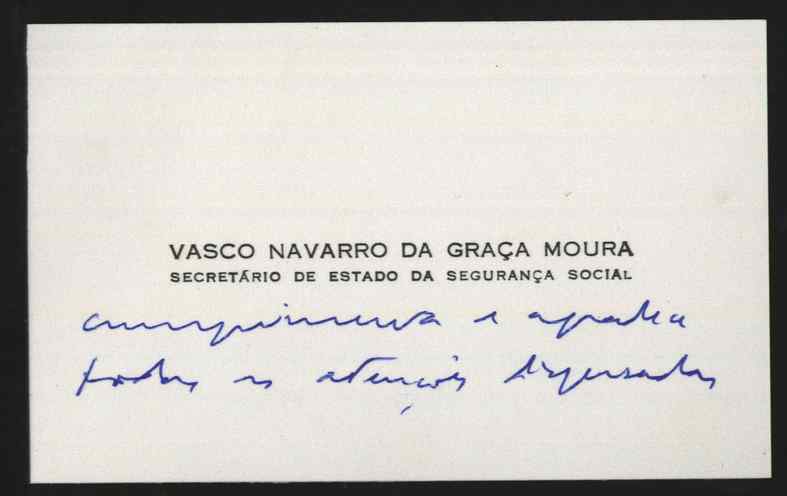 VASCO NAVARRO DA GRAÇA MOURA
SECRETÁRIO DE ESTADO DA SEGURANÇA SOCIAL
cumprimenta e agradece
todas as atenções dispensadas